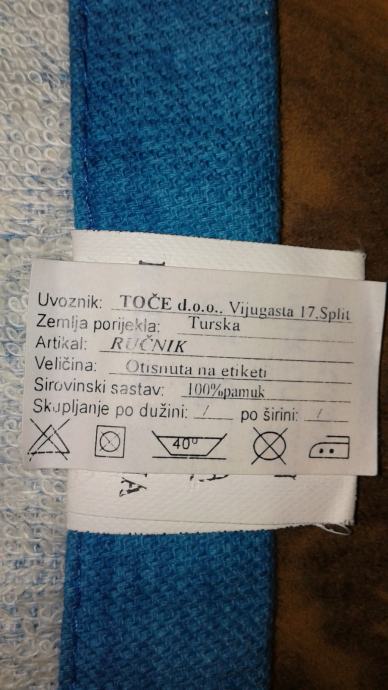 Uvoznik: TOČE d.o.o.. Vijugasta 17.Split
Zemlja porijekla: Turska
Artikal: RUČNIK
Veličina: Otisnuta na etiketi
Sirovinski sastav: 100%pamuk
Skupljanje po dužini: / po širini: /
40°